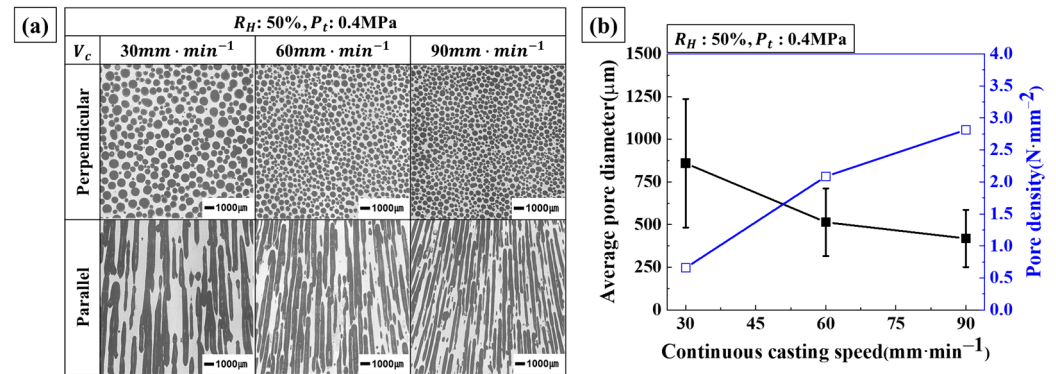 (a)
R_H: 50%, P_t: 0.4MPa
V_c 30mm · min⁻¹ 60mm · min⁻¹ 90mm · min⁻¹
Perpendicular
1000μm 1000μm 1000μm
Parallel
1000μm 1000μm 1000μm
(b)
R_H: 50%, P_t: 0.4MPa
Average pore diameter(μm)
1500
1250
1000
750
500
250
0
4.0
3.5
3.0
2.5
2.0
1.5
1.0
0.5
0.0
Pore density(N·mm⁻²)
30 45 60 75 90
Continuous casting speed(mm·min⁻¹)